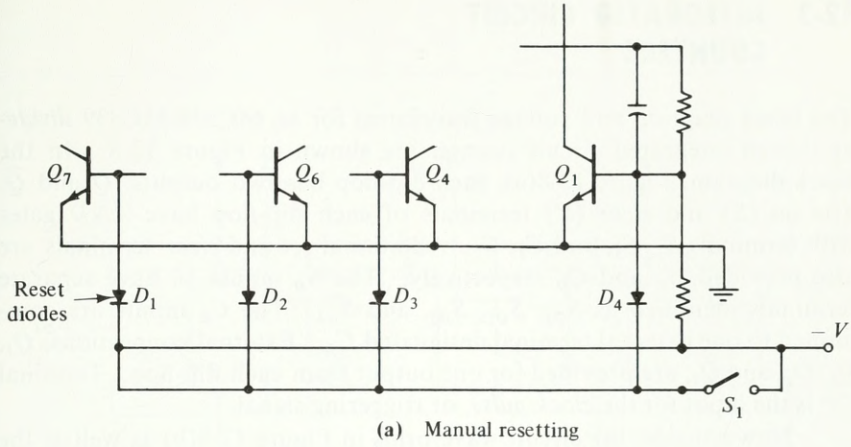 Q7
Q6
Q4
Q1
Reset
diodes
D1
D2
D3
D4
− V
S1
(a) Manual resetting